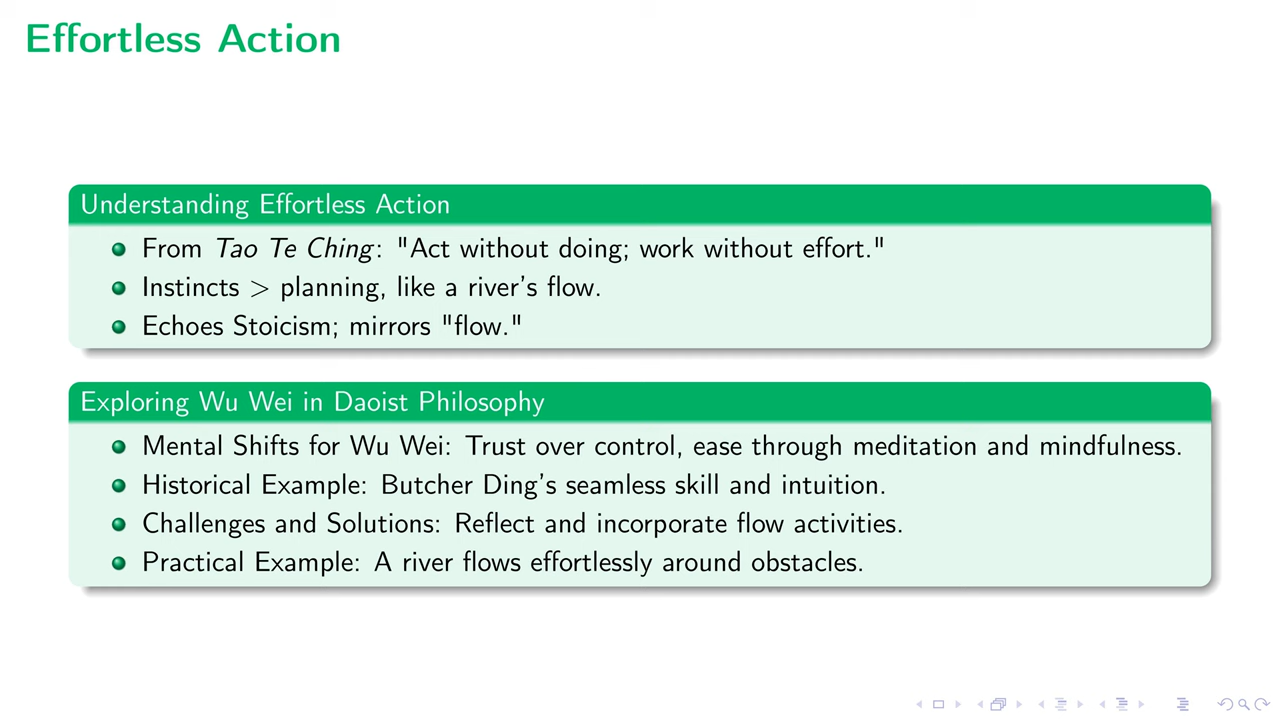 Effortless Action
Understanding Effortless Action
From Tao Te Ching: "Act without doing; work without effort."
Instincts > planning, like a river's flow.
Echoes Stoicism; mirrors "flow."
Exploring Wu Wei in Daoist Philosophy
Mental Shifts for Wu Wei: Trust over control, ease through meditation and mindfulness.
Historical Example: Butcher Ding's seamless skill and intuition.
Challenges and Solutions: Reflect and incorporate flow activities.
Practical Example: A river flows effortlessly around obstacles.